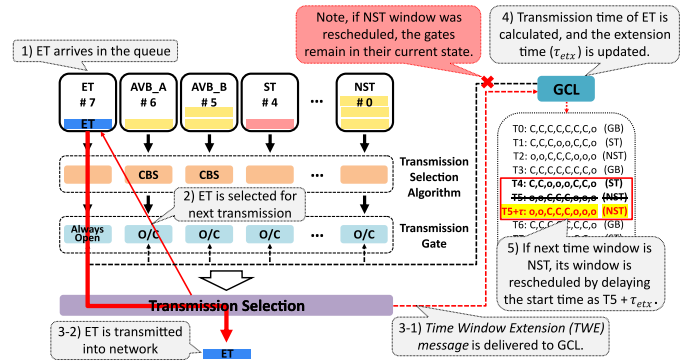 1) ET arrives in the queue
Note, if NST window was
rescheduled, the gates
remain in their current state.
4) Transmission time of ET is
calculated, and the extension
time (τ_etx) is updated.
ET
# 7
ET
AVB_A
# 6
AVB_B
# 5
ST
# 4
...
NST
# 0
GCL
T0: C,C,C,C,C,C,o (GB)
T1: C,C,C,C,C,C,o (ST)
T2: o,o,C,C,C,o,o (NST)
T3: C,C,C,C,C,C,o (GB)
T4: C,C,o,o,o,C,C,o (ST)
T5: o,o,C,C,C,o,o,o (NST)
T5+τ: o,o,C,C,C,o,o,o (NST)
T6: C,C,C,C,C,C,o (GB)
CBS
CBS
...
Transmission
Selection
Algorithm
2) ET is selected for
next transmission
Always
Open
O/C
O/C
O/C
...
O/C
Transmission
Gate
5) If next time window is
NST, its window is
rescheduled by delaying
the start time as T5 + τ_etx.
Transmission Selection
3-1) Time Window Extension (TWE)
message is delivered to GCL.
3-2) ET is transmitted
into network
ET